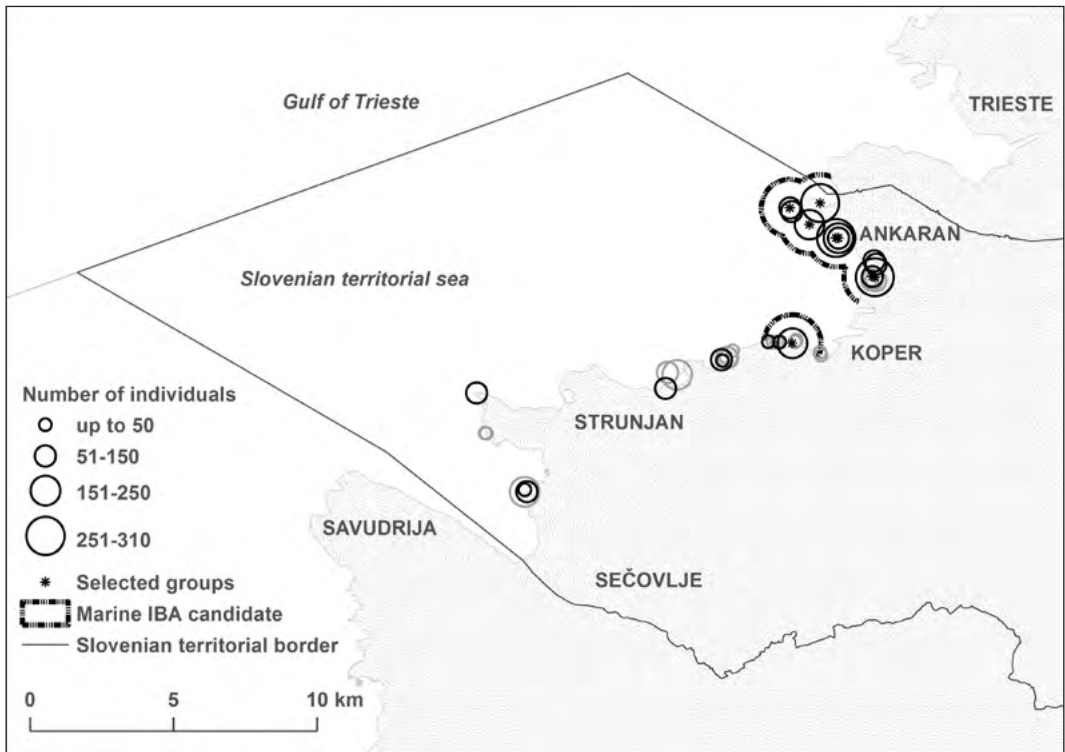 Gulf of Trieste
TRIESTE
ANKARAN
Slovenian territorial sea
KOPER
Number of individuals
up to 50
51-150
151-250
251-310
STRUNJAN
SAVUDRIJA
SEČOVLJE
Selected groups
Marine IBA candidate
Slovenian territorial border
0 5 10 km